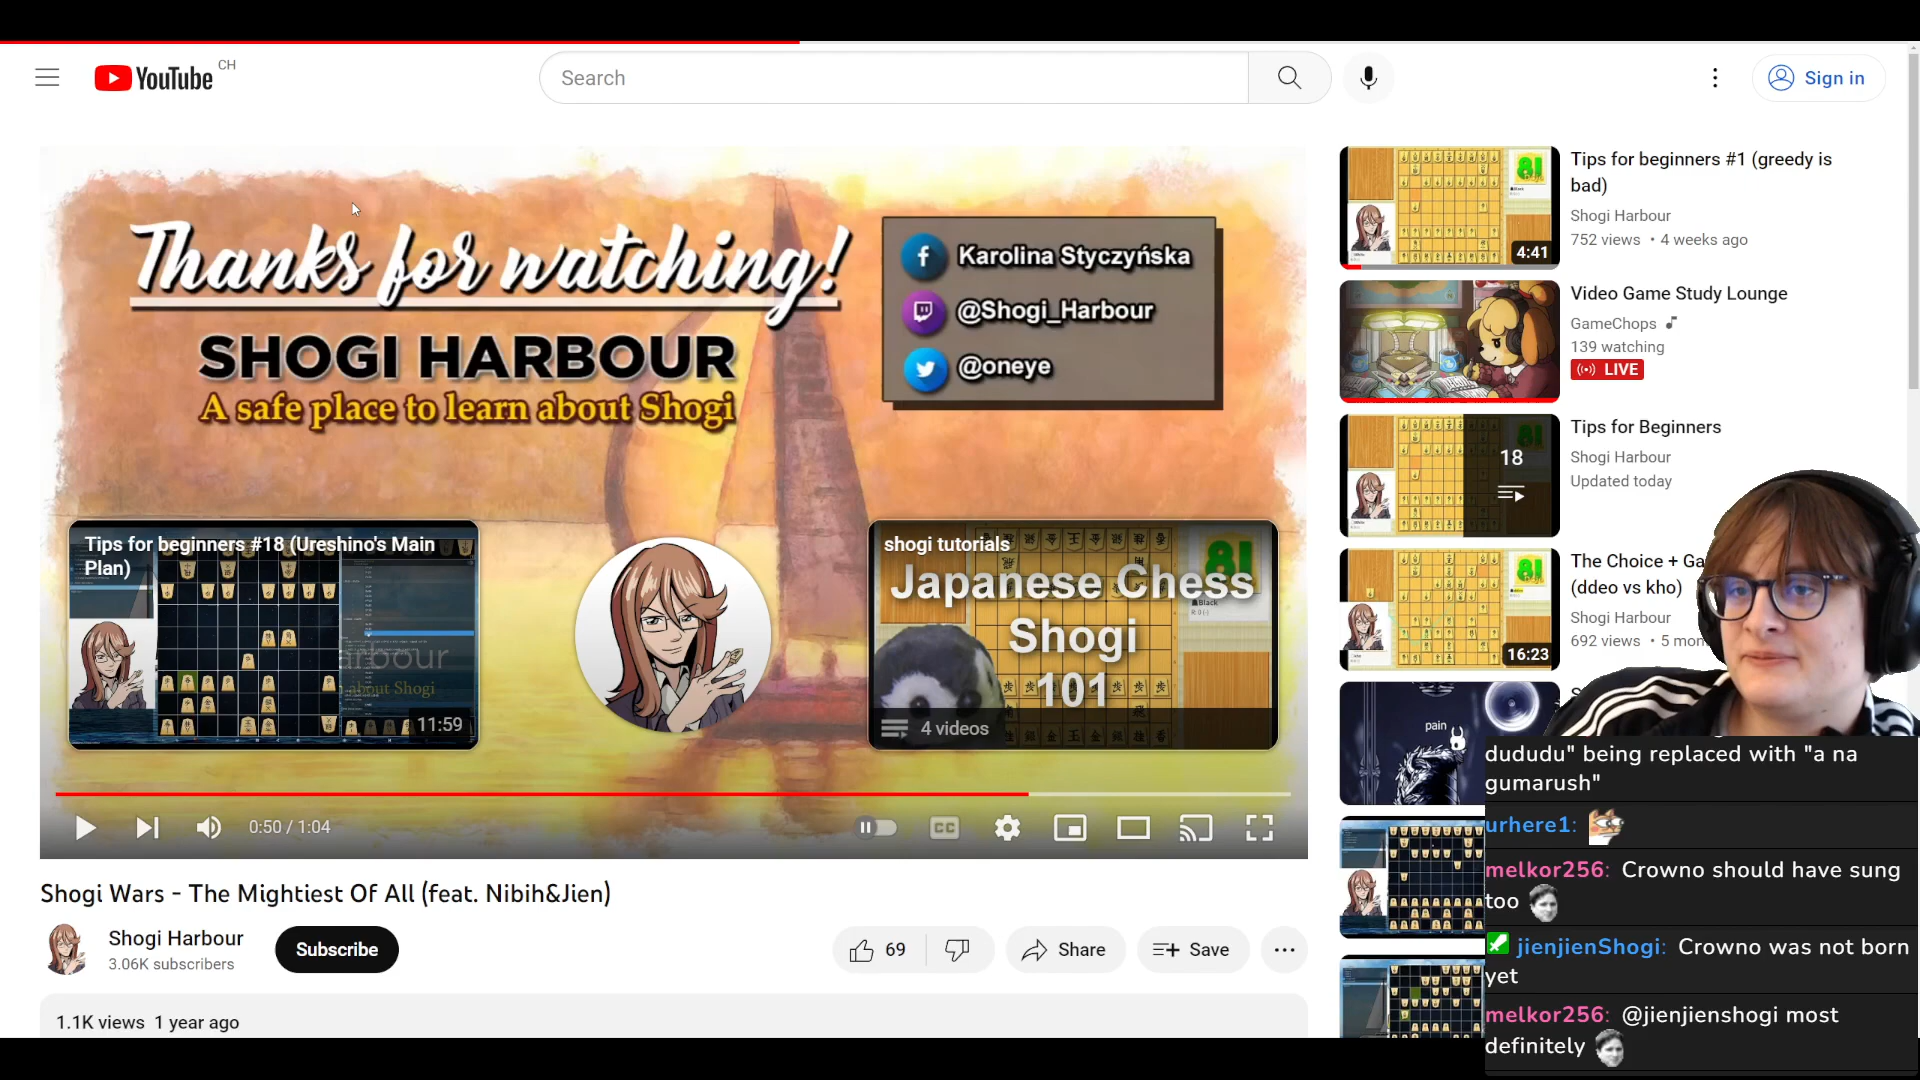 YouTube CH
Search
Sign in
Thanks for watching!
SHOGI HARBOUR
A safe place to learn about Shogi
Karolina Styczyńska
@Shogi_Harbour
@oneye
Tips for beginners #18 (Ureshino's Main
Plan)
11:59
shogi tutorials
Japanese Chess
Shogi
101
4 videos
0:50 / 1:04
CC
Shogi Wars - The Mightiest Of All (feat. Nibih&Jien)
Shogi Harbour
3.06K subscribers
Subscribe
69
Share
Save
1.1K views 1 year ago
Tips for beginners #1 (greedy is
bad)
Shogi Harbour
752 views • 4 weeks ago
4:41
Video Game Study Lounge
GameChops
139 watching
LIVE
Tips for Beginners
Shogi Harbour
Updated today
18
The Choice + Ga
(ddeo vs kho)
Shogi Harbour
692 views • 5 mon
16:23
pain
dududu" being replaced with "a na
gumarush"
urhere1:
melkor256: Crowno should have sung
too
jienjienShogi: Crowno was not born
yet
melkor256: @jienjienshogi most
definitely